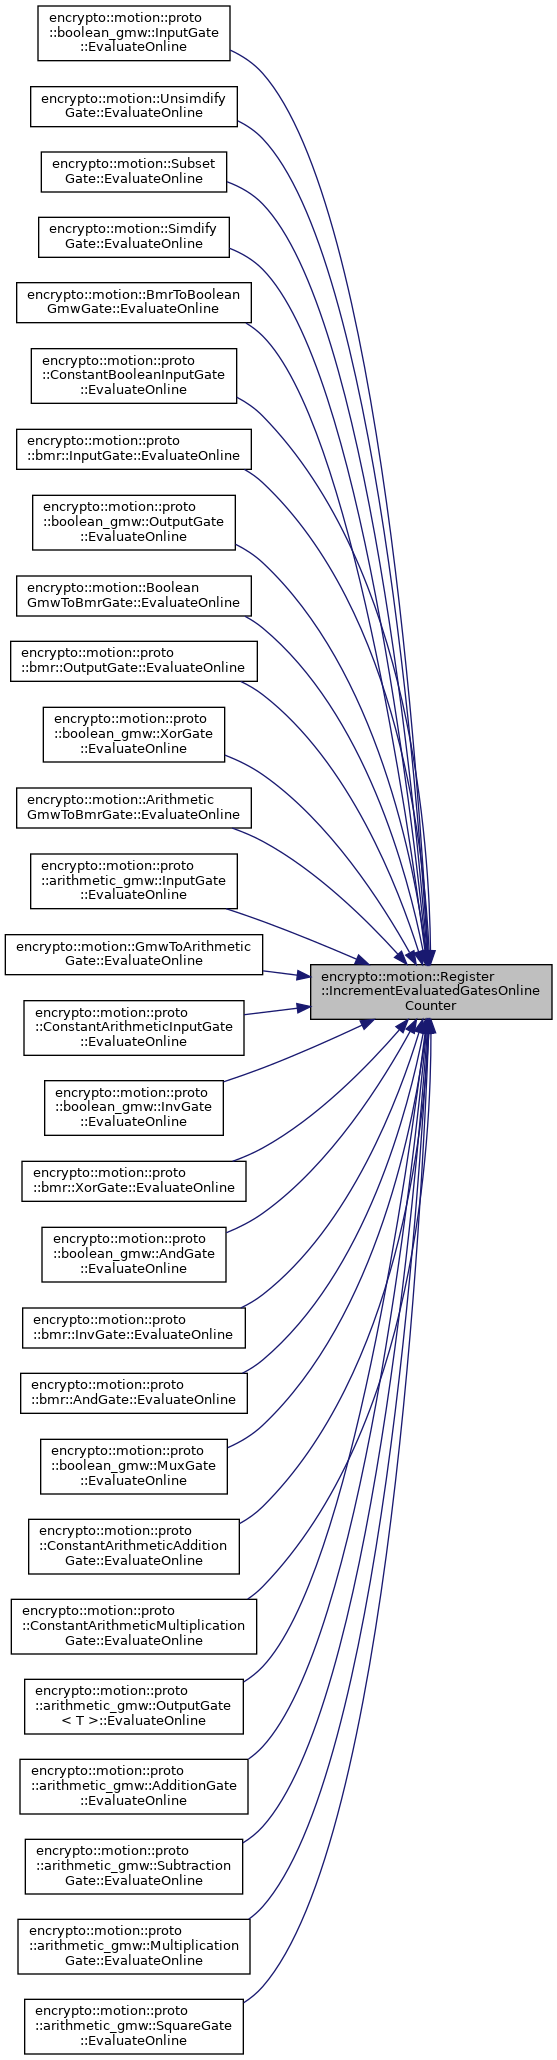 encrypto::motion::proto
::boolean_gmw::InputGate
::EvaluateOnline
encrypto::motion::Unsimdify
Gate::EvaluateOnline
encrypto::motion::Subset
Gate::EvaluateOnline
encrypto::motion::Simdify
Gate::EvaluateOnline
encrypto::motion::BmrToBoolean
GmwGate::EvaluateOnline
encrypto::motion::proto
::ConstantBooleanInputGate
::EvaluateOnline
encrypto::motion::proto
::bmr::InputGate::EvaluateOnline
encrypto::motion::proto
::boolean_gmw::OutputGate
::EvaluateOnline
encrypto::motion::Boolean
GmwToBmrGate::EvaluateOnline
encrypto::motion::proto
::bmr::OutputGate::EvaluateOnline
encrypto::motion::proto
::boolean_gmw::XorGate
::EvaluateOnline
encrypto::motion::Arithmetic
GmwToBmrGate::EvaluateOnline
encrypto::motion::proto
::arithmetic_gmw::InputGate
::EvaluateOnline
encrypto::motion::GmwToArithmetic
Gate::EvaluateOnline
encrypto::motion::Register
::IncrementEvaluatedGatesOnline
Counter
encrypto::motion::proto
::ConstantArithmeticInputGate
::EvaluateOnline
encrypto::motion::proto
::boolean_gmw::InvGate
::EvaluateOnline
encrypto::motion::proto
::bmr::XorGate::EvaluateOnline
encrypto::motion::proto
::boolean_gmw::AndGate
::EvaluateOnline
encrypto::motion::proto
::bmr::InvGate::EvaluateOnline
encrypto::motion::proto
::bmr::AndGate::EvaluateOnline
encrypto::motion::proto
::boolean_gmw::MuxGate
::EvaluateOnline
encrypto::motion::proto
::ConstantArithmeticAddition
Gate::EvaluateOnline
encrypto::motion::proto
::ConstantArithmeticMultiplication
Gate::EvaluateOnline
encrypto::motion::proto
::arithmetic_gmw::OutputGate
< T >::EvaluateOnline
encrypto::motion::proto
::arithmetic_gmw::AdditionGate
::EvaluateOnline
encrypto::motion::proto
::arithmetic_gmw::Subtraction
Gate::EvaluateOnline
encrypto::motion::proto
::arithmetic_gmw::Multiplication
Gate::EvaluateOnline
encrypto::motion::proto
::arithmetic_gmw::SquareGate
::EvaluateOnline